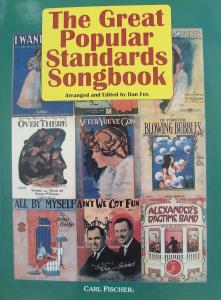 The Great
Popular
Standards
Songbook
Arranged and Edited by Dan Fox
I WANT
OVER THERE
AFTER YOU'VE GONE
I'M FOREVER
BLOWING BUBBLES
ALL BY MYSELF
AIN'T WE GOT FUN
ALEXANDER'S
RAGTIME BAND
CARL FISCHER